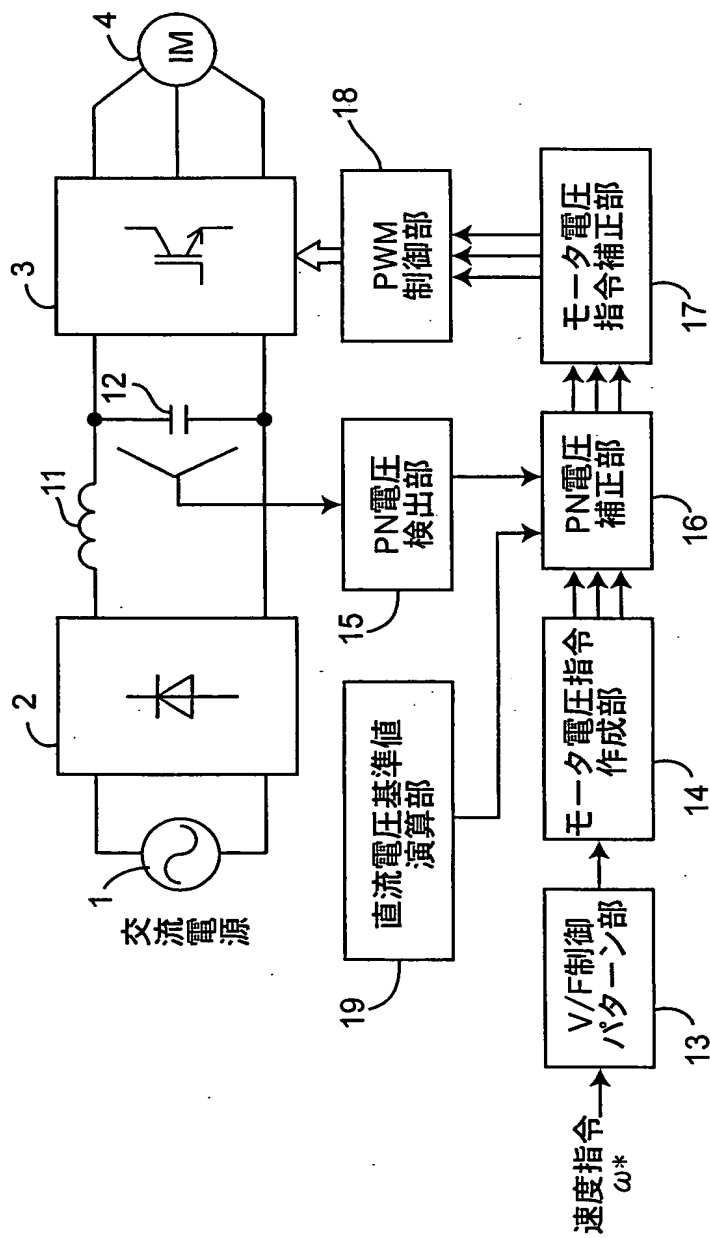 1
交流電源
2
11
12
3
4
IM
直流電圧基準値
演算部
19
PN電圧
検出部
15
PWM
制御部
18
速度指令
ω*
V/F制御
パターン部
13
モータ電圧指令
作成部
14
PN電圧
補正部
16
モータ電圧
指令補正部
17